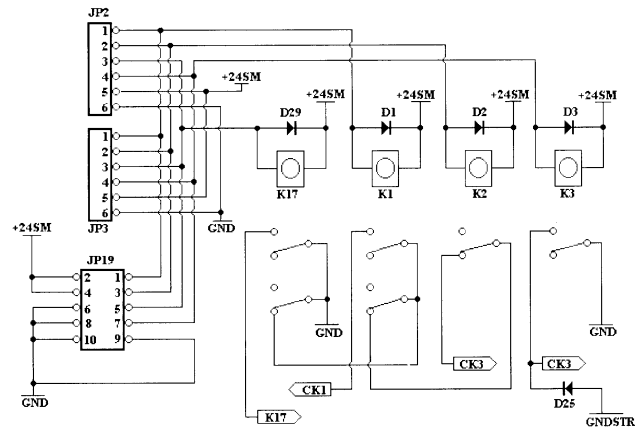 JP2
1
2
3
4
5
6
+24SM
+24SM
+24SM
+24SM
+24SM
D29
D1
D2
D3
K17
K1
K2
K3
1
2
3
4
5
6
JP3
GND
+24SM
JP19
2 1
4 3
6 5
8 7
10 9
GND
GND
GND
CK3
CK3
CK1
K17
D25
GNDSTR